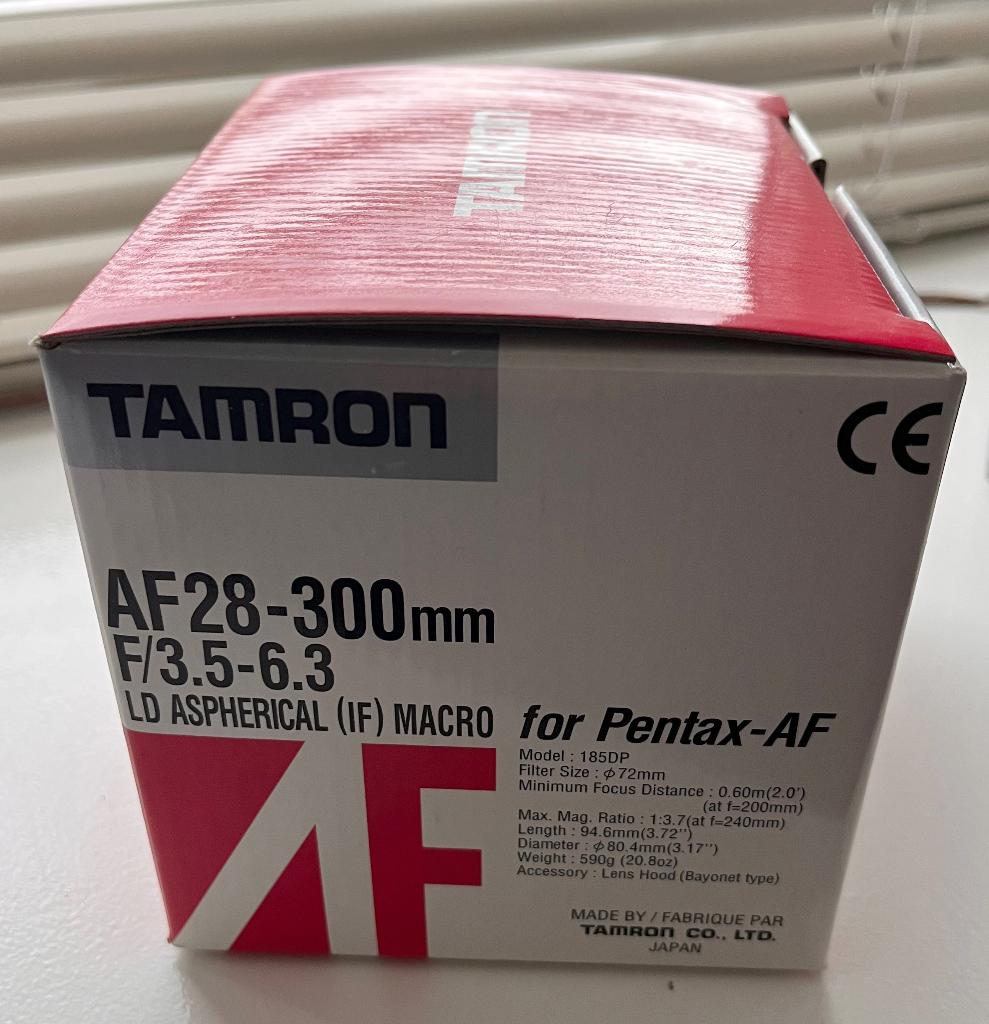 TAMRON
TAMRON
CE
AF28-300mm
F/3.5-6.3
LD ASPHERICAL (IF) MACRO
for Pentax-AF
Model : 185DP
Filter Size : ϕ72mm
Minimum Focus Distance : 0.60m(2.0')
(at f=200mm)
Max. Mag. Ratio : 1:3.7(at f=240mm)
Length : 94.6mm(3.72'')
Diameter : ϕ80.4mm(3.17'')
Weight : 590g (20.8oz)
Accessory : Lens Hood (Bayonet type)
AF
MADE BY / FABRIQUE PAR
TAMRON CO., LTD.
JAPAN